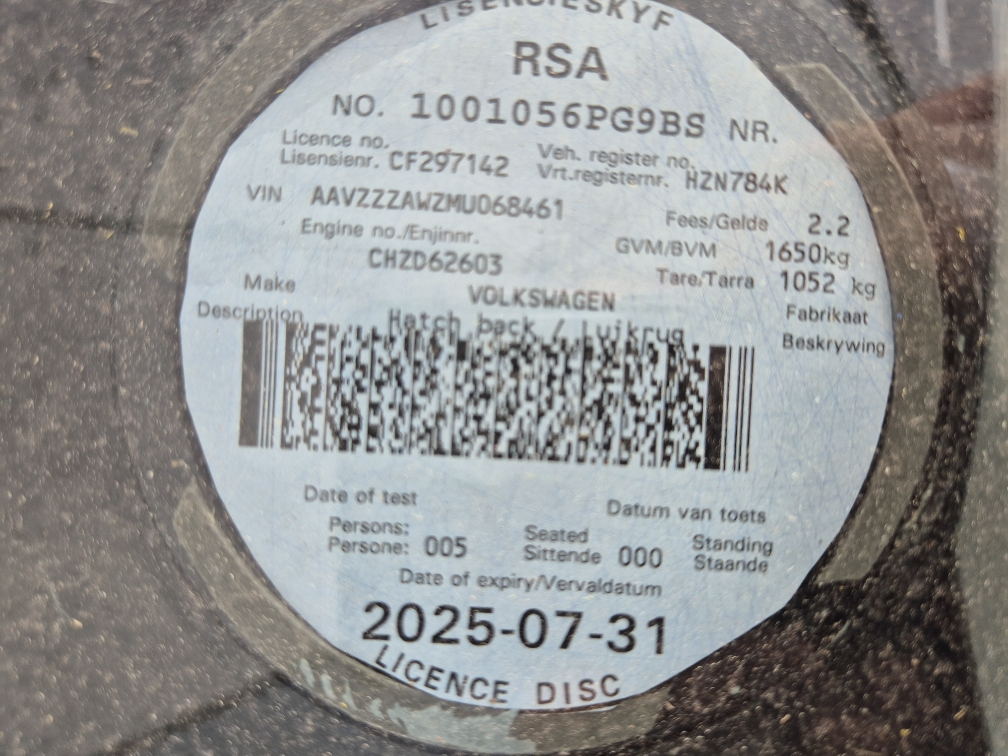 LISENSIESKYF
RSA
NO. 1001056PG9BS NR.
Licence no.
Lisensienr. CF297142
Veh. register no.
Vrt.registernr. HZN784K
VIN AAVZZZAWZMU068461
Fees/Gelde 2.2
Engine no./Enjinnr.
GVM/BVM 1650kg
CHZD62603
Tare/Tarra 1052 kg
Make VOLKSWAGEN Fabrikaat
Description Hatch back / Luikrug Beskrywing
Date of test Datum van toets
Persons:
Persone: 005
Seated
Sittende 000
Standing
Staande
Date of expiry/Vervaldatum
2025-07-31
LICENCE DISC